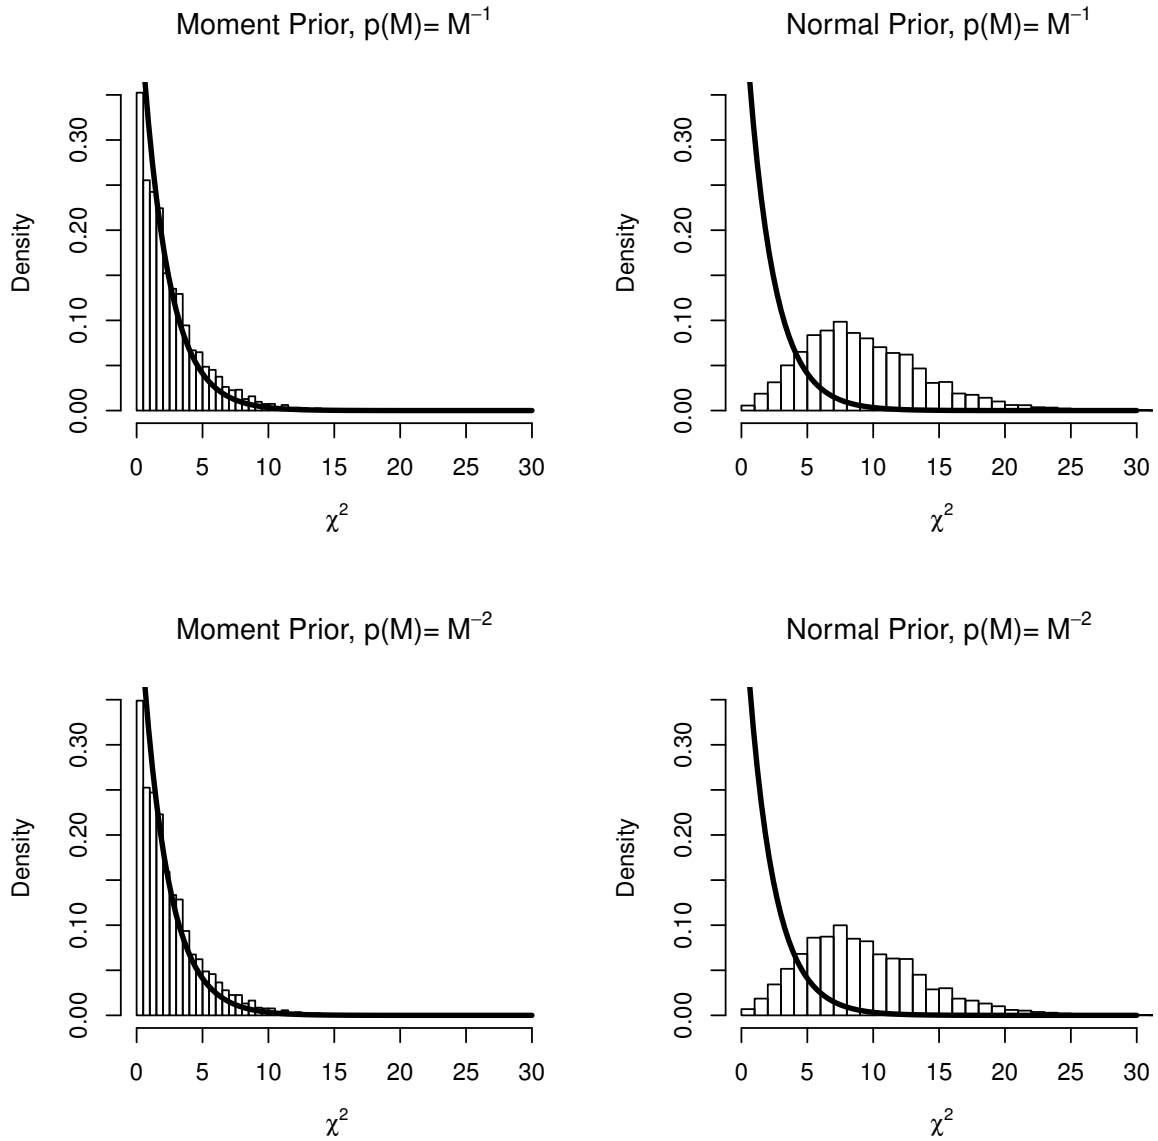 Moment Prior, p(M)= M⁻¹
Density
0.00 0.10 0.20 0.30
0 5 10 15 20 25 30
χ²
Normal Prior, p(M)= M⁻¹
Density
0.00 0.10 0.20 0.30
0 5 10 15 20 25 30
χ²
Moment Prior, p(M)= M⁻²
Density
0.00 0.10 0.20 0.30
0 5 10 15 20 25 30
χ²
Normal Prior, p(M)= M⁻²
Density
0.00 0.10 0.20 0.30
0 5 10 15 20 25 30
χ²